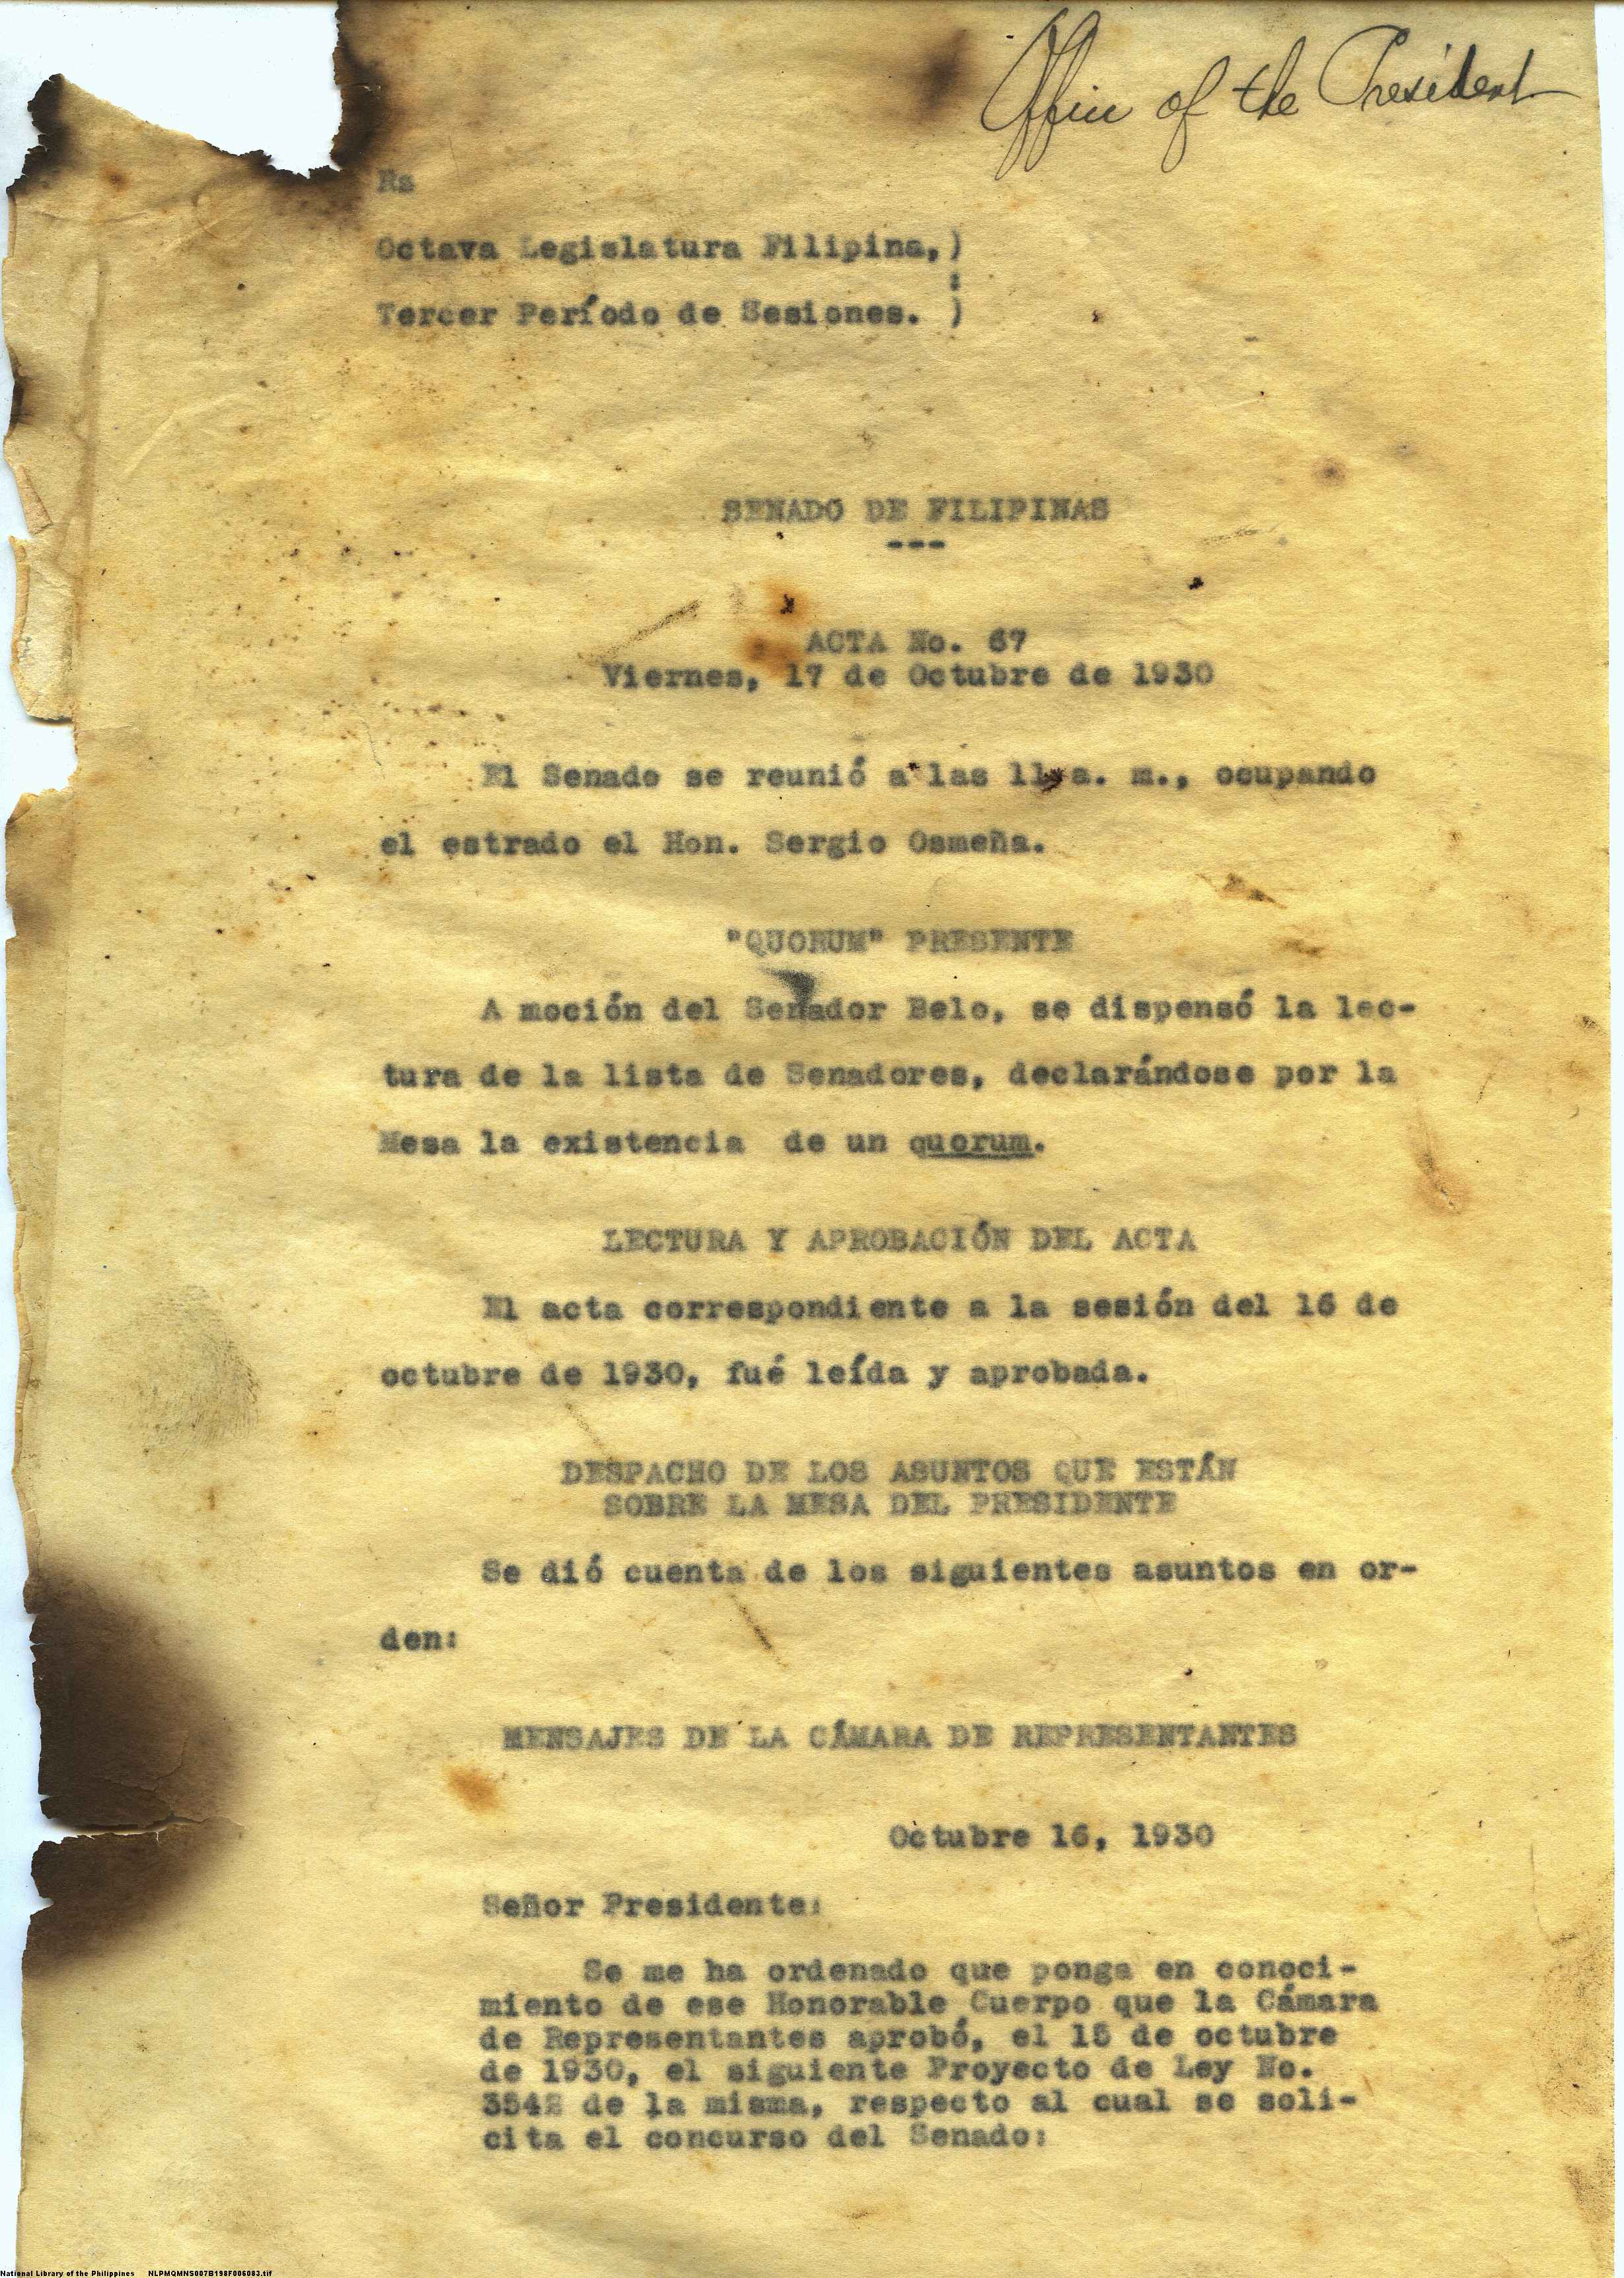 Office of the President
Rs
Octava Legislatura Filipina,)
:
Tercer Período de Sesiones. )
SENADO DE FILIPINAS
---
ACTA No. 67
Viernes, 17 de Octubre de 1930
El Senado se reunió a las 11 a. m., ocupando
el estrado el Hon. Sergio Osmeña.
"QUORUM" PRESENTE
A moción del Senador Belo, se dispensó la lec-
tura de la lista de Senadores, declarándose por la
Mesa la existencia de un quorum.
LECTURA Y APROBACIÓN DEL ACTA
El acta correspondiente a la sesión del 16 de
octubre de 1930, fué leída y aprobada.
DESPACHO DE LOS ASUNTOS QUE ESTÁN
SOBRE LA MESA DEL PRESIDENTE
Se dió cuenta de los siguientes asuntos en or-
den:
MENSAJES DE LA CÁMARA DE REPRESENTANTES
Octubre 16, 1930
Señor Presidente:
Se me ha ordenado que ponga en conoci-
miento de ese Honorable Cuerpo que la Cámara
de Representantes aprobó, el 15 de octubre
de 1930, el siguiente Proyecto de Ley No.
3542 de la misma, respecto al cual se soli-
cita el concurso del Senado:
National Library of the Philippines NLPMQMNS007B198F006083.tif